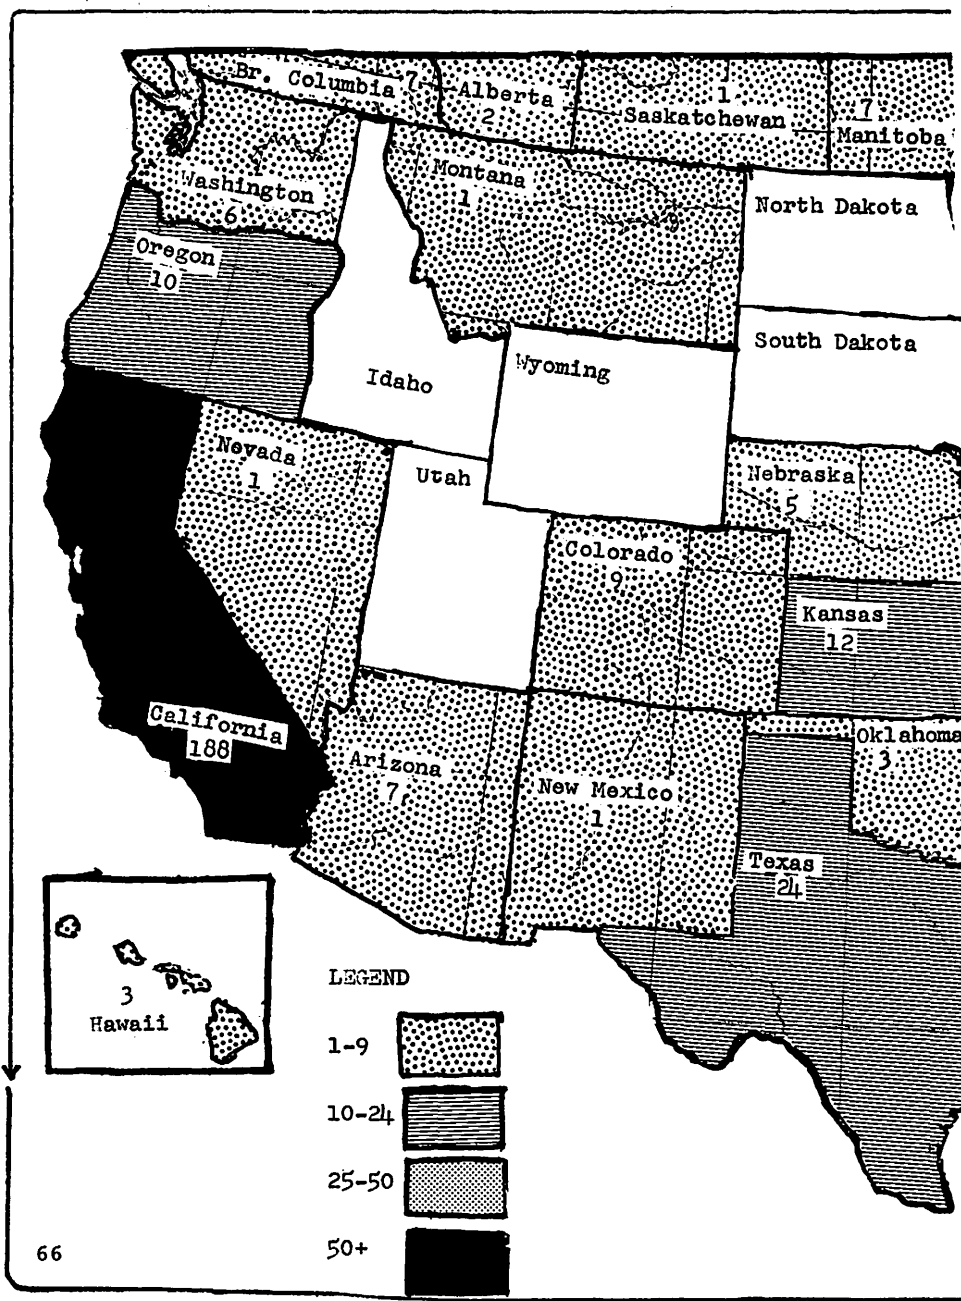 Br. Columbia 7
Alberta
2
1
Saskatchewan
7
Manitoba
Washington
6
Montana
1
North Dakota
Oregon
10
South Dakota
Idaho
Wyoming
Nevada
1
Utah
Nebraska
5
Colorado
9
Kansas
12
California
188
Arizona
7
New Mexico
1
Oklahoma
3
Texas
24
3
Hawaii
LEGEND
1-9
10-24
25-50
50+
66